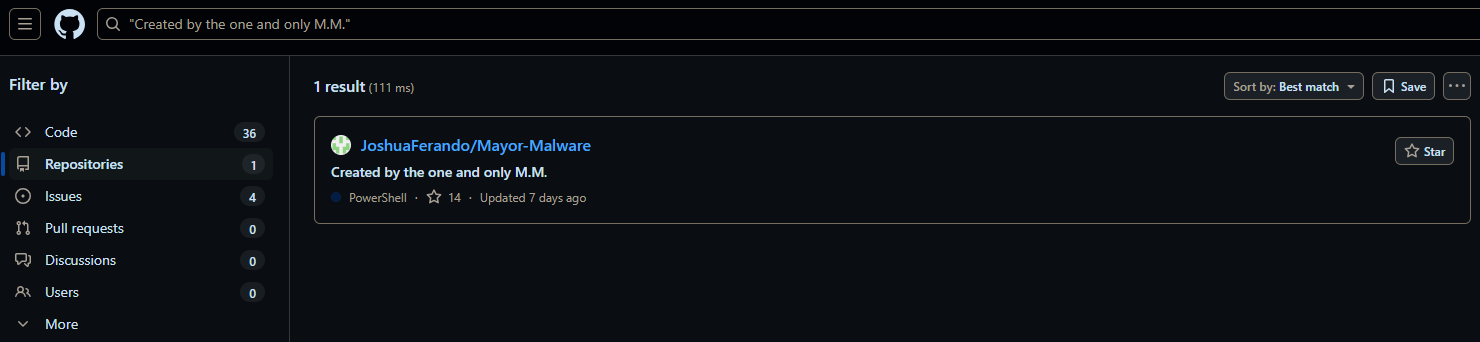 "Created by the one and only M.M."
Filter by
Code 36
Repositories 1
Issues 4
Pull requests 0
Discussions 0
Users 0
More
1 result (111 ms)
Sort by: Best match
Save
JoshuaFerando/Mayor-Malware
Star
Created by the one and only M.M.
PowerShell · 14 · Updated 7 days ago